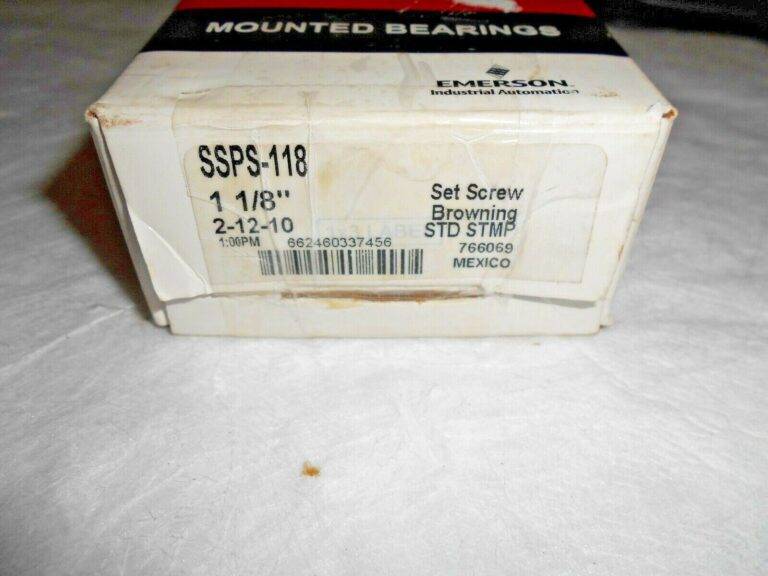 MOUNTED BEARINGS
EMERSON
Industrial Automation
SSPS-118
1 1/8"
2-12-10
1:00PM
662460337456
Set Screw
Browning
STD STMP
766069
MEXICO